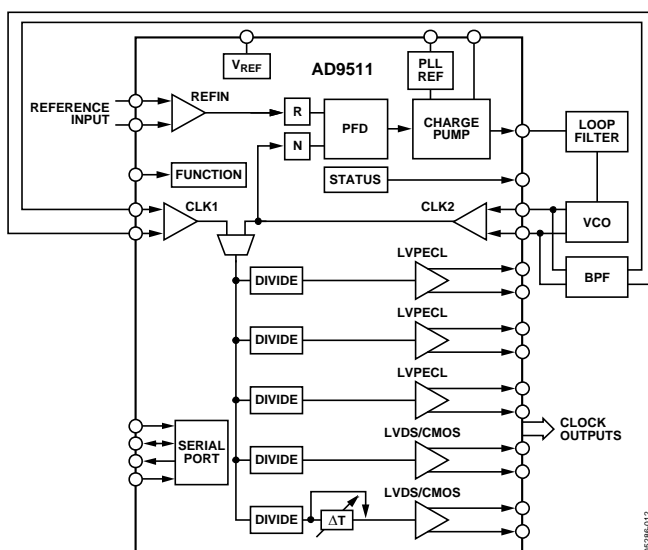 VREF
AD9511
PLL
REF
REFERENCE
INPUT
REFIN
R
N
PFD
CHARGE
PUMP
LOOP
FILTER
FUNCTION
STATUS
CLK1
CLK2
VCO
BPF
LVPECL
DIVIDE
LVPECL
DIVIDE
LVPECL
DIVIDE
CLOCK
OUTPUTS
SERIAL
PORT
LVDS/CMOS
DIVIDE
LVDS/CMOS
DIVIDE
ΔT